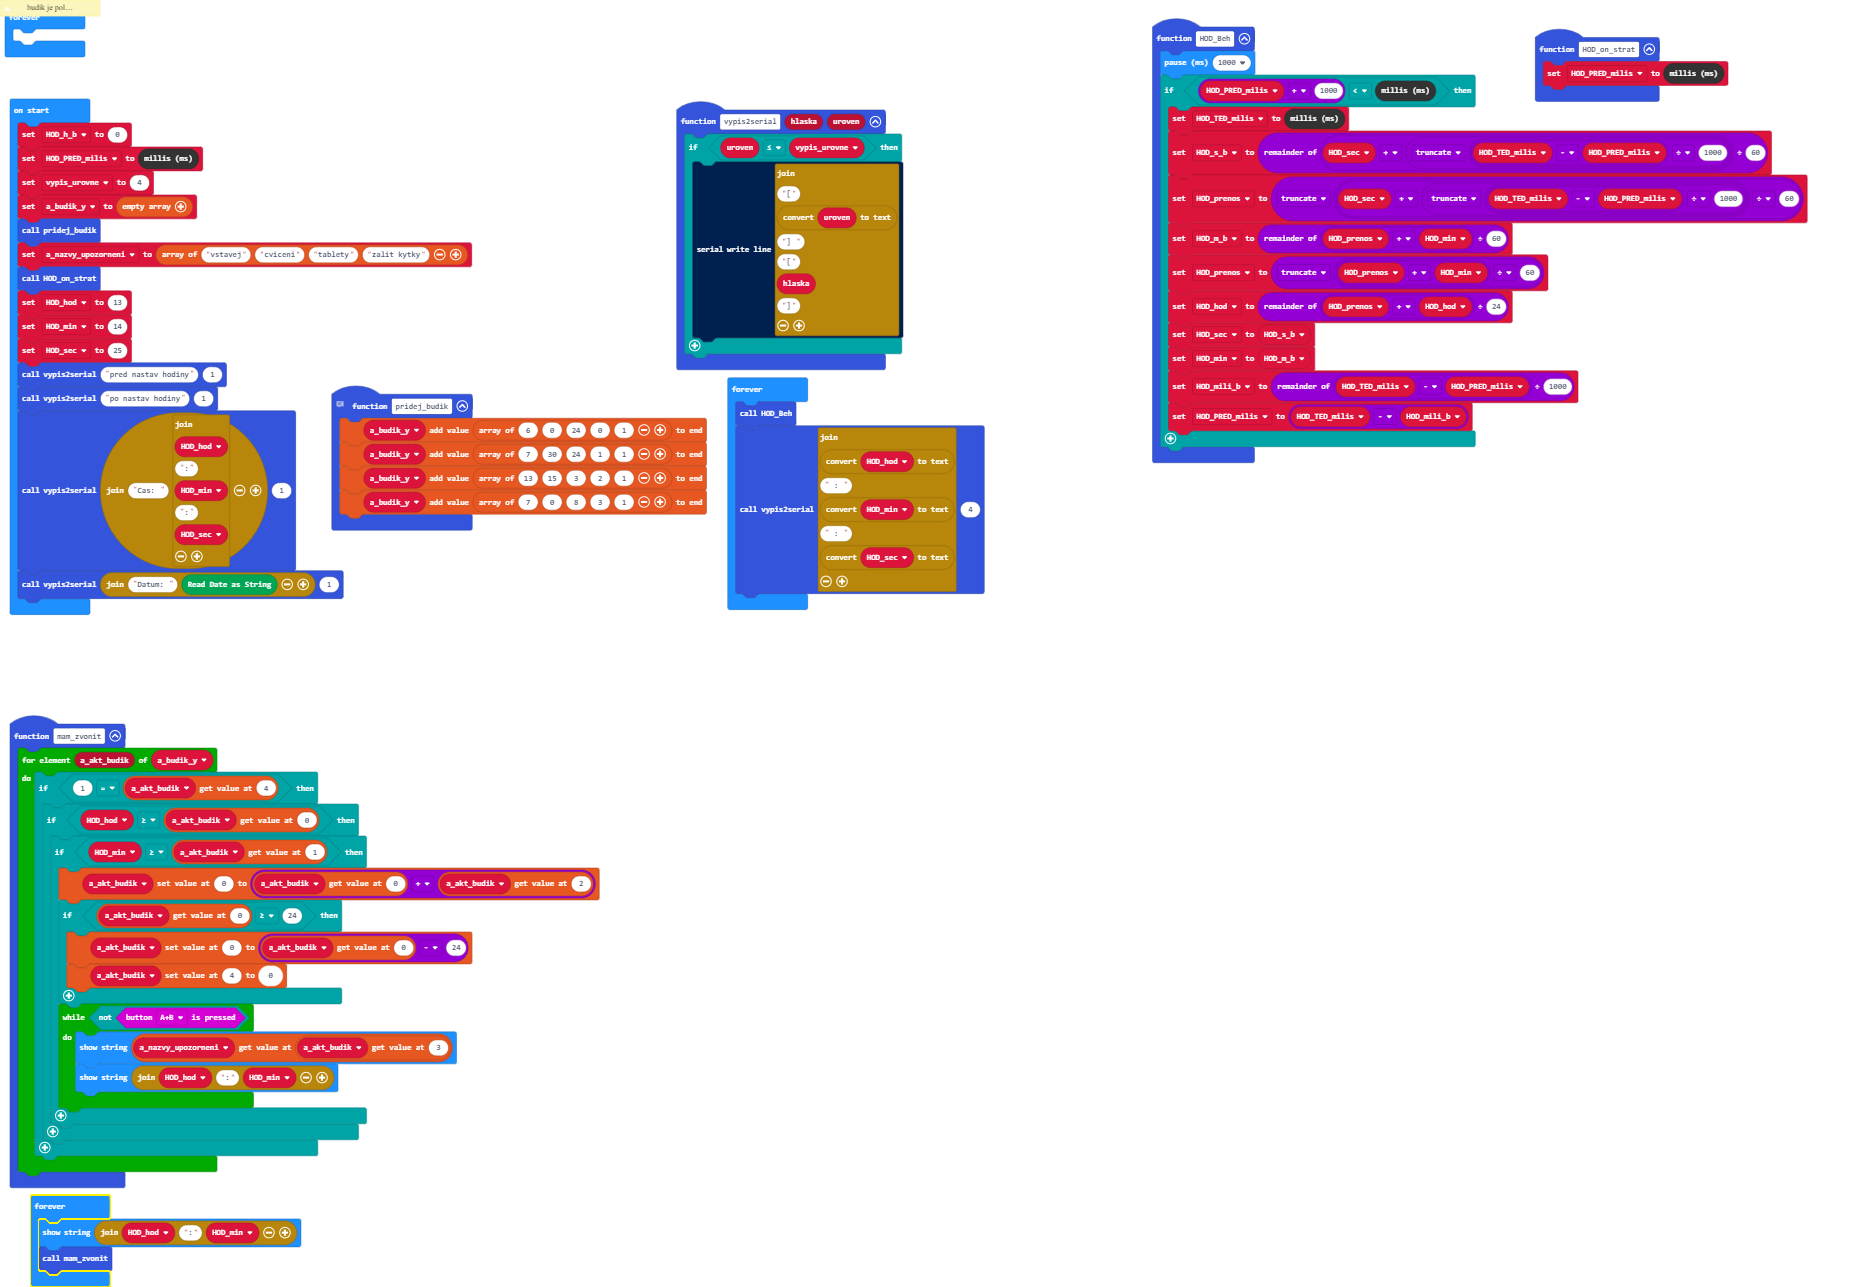 budik je pol…
forever
on start
set HOD_h_b to 0
set HOD_PRED_milis to millis (ms)
set vypis_urovne to 4
set a_budik_y to empty array
call pridej_budik
set a_nazvy_upozorneni to array of "vstavej" "cviceni" "tablety" "zalit kytky"
call HOD_on_strat
set HOD_hod to 13
set HOD_min to 14
set HOD_sec to 25
call vypis2serial "pred nastav hodiny" 1
call vypis2serial "po nastav hodiny" 1
call vypis2serial join "Cas: " join HOD_hod ":" HOD_min ":" HOD_sec 1
call vypis2serial join "Datum: " Read Date as String 1
function pridej_budik
a_budik_y add value array of 6 0 24 0 1 to end
a_budik_y add value array of 7 30 24 1 1 to end
a_budik_y add value array of 13 15 3 2 1 to end
a_budik_y add value array of 7 0 8 3 1 to end
function vypis2serial hlaska uroven
if uroven ≤ vypis_urovne then
serial write line join
"["
convert uroven to text
"] "
"["
hlaska
"]"
forever
call HOD_Beh
call vypis2serial join
convert HOD_hod to text
" : "
convert HOD_min to text
" : "
convert HOD_sec to text
4
function HOD_Beh
pause (ms) 1000
if HOD_PRED_milis + 1000 < millis (ms) then
set HOD_TED_milis to millis (ms)
set HOD_s_b to remainder of HOD_sec + truncate HOD_TED_milis - HOD_PRED_milis ÷ 1000 ÷ 60
set HOD_prenos to truncate HOD_sec + truncate HOD_TED_milis - HOD_PRED_milis ÷ 1000 ÷ 60
set HOD_m_b to remainder of HOD_prenos + HOD_min ÷ 60
set HOD_prenos to truncate HOD_prenos + HOD_min ÷ 60
set HOD_hod to remainder of HOD_prenos + HOD_hod ÷ 24
set HOD_sec to HOD_s_b
set HOD_min to HOD_m_b
set HOD_mili_b to remainder of HOD_TED_milis - HOD_PRED_milis ÷ 1000
set HOD_PRED_milis to HOD_TED_milis - HOD_mili_b
function HOD_on_strat
set HOD_PRED_milis to millis (ms)
function mam_zvonit
for element a_akt_budik of a_budik_y
do
if 1 = a_akt_budik get value at 4 then
if HOD_hod ≥ a_akt_budik get value at 0 then
if HOD_min ≥ a_akt_budik get value at 1 then
a_akt_budik set value at 0 to a_akt_budik get value at 0 + a_akt_budik get value at 2
if a_akt_budik get value at 0 ≥ 24 then
a_akt_budik set value at 0 to a_akt_budik get value at 0 - 24
a_akt_budik set value at 4 to 0
while not button A+B is pressed
do
show string a_nazvy_upozorneni get value at a_akt_budik get value at 3
show string join HOD_hod ":" HOD_min
forever
show string join HOD_hod ":" HOD_min
call mam_zvonit